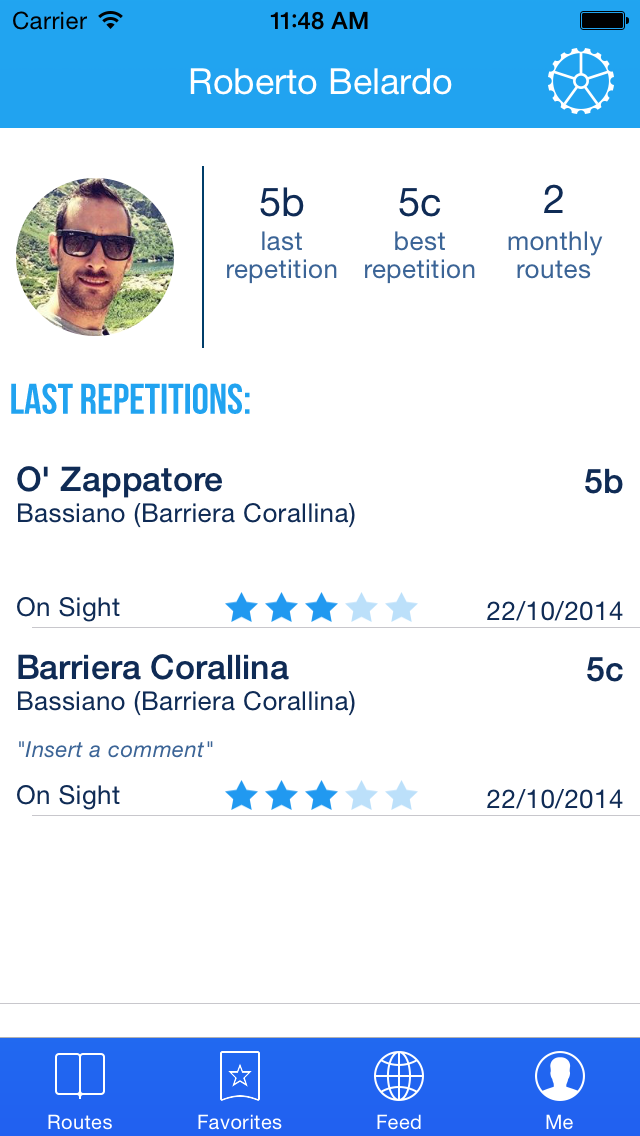 Carrier 11:48 AM
Roberto Belardo
5b 5c 2
last best monthly
repetition repetition routes
LAST REPETITIONS:
O' Zappatore 5b
Bassiano (Barriera Corallina)
On Sight 22/10/2014
Barriera Corallina 5c
Bassiano (Barriera Corallina)
"Insert a comment"
On Sight 22/10/2014
Routes Favorites Feed Me